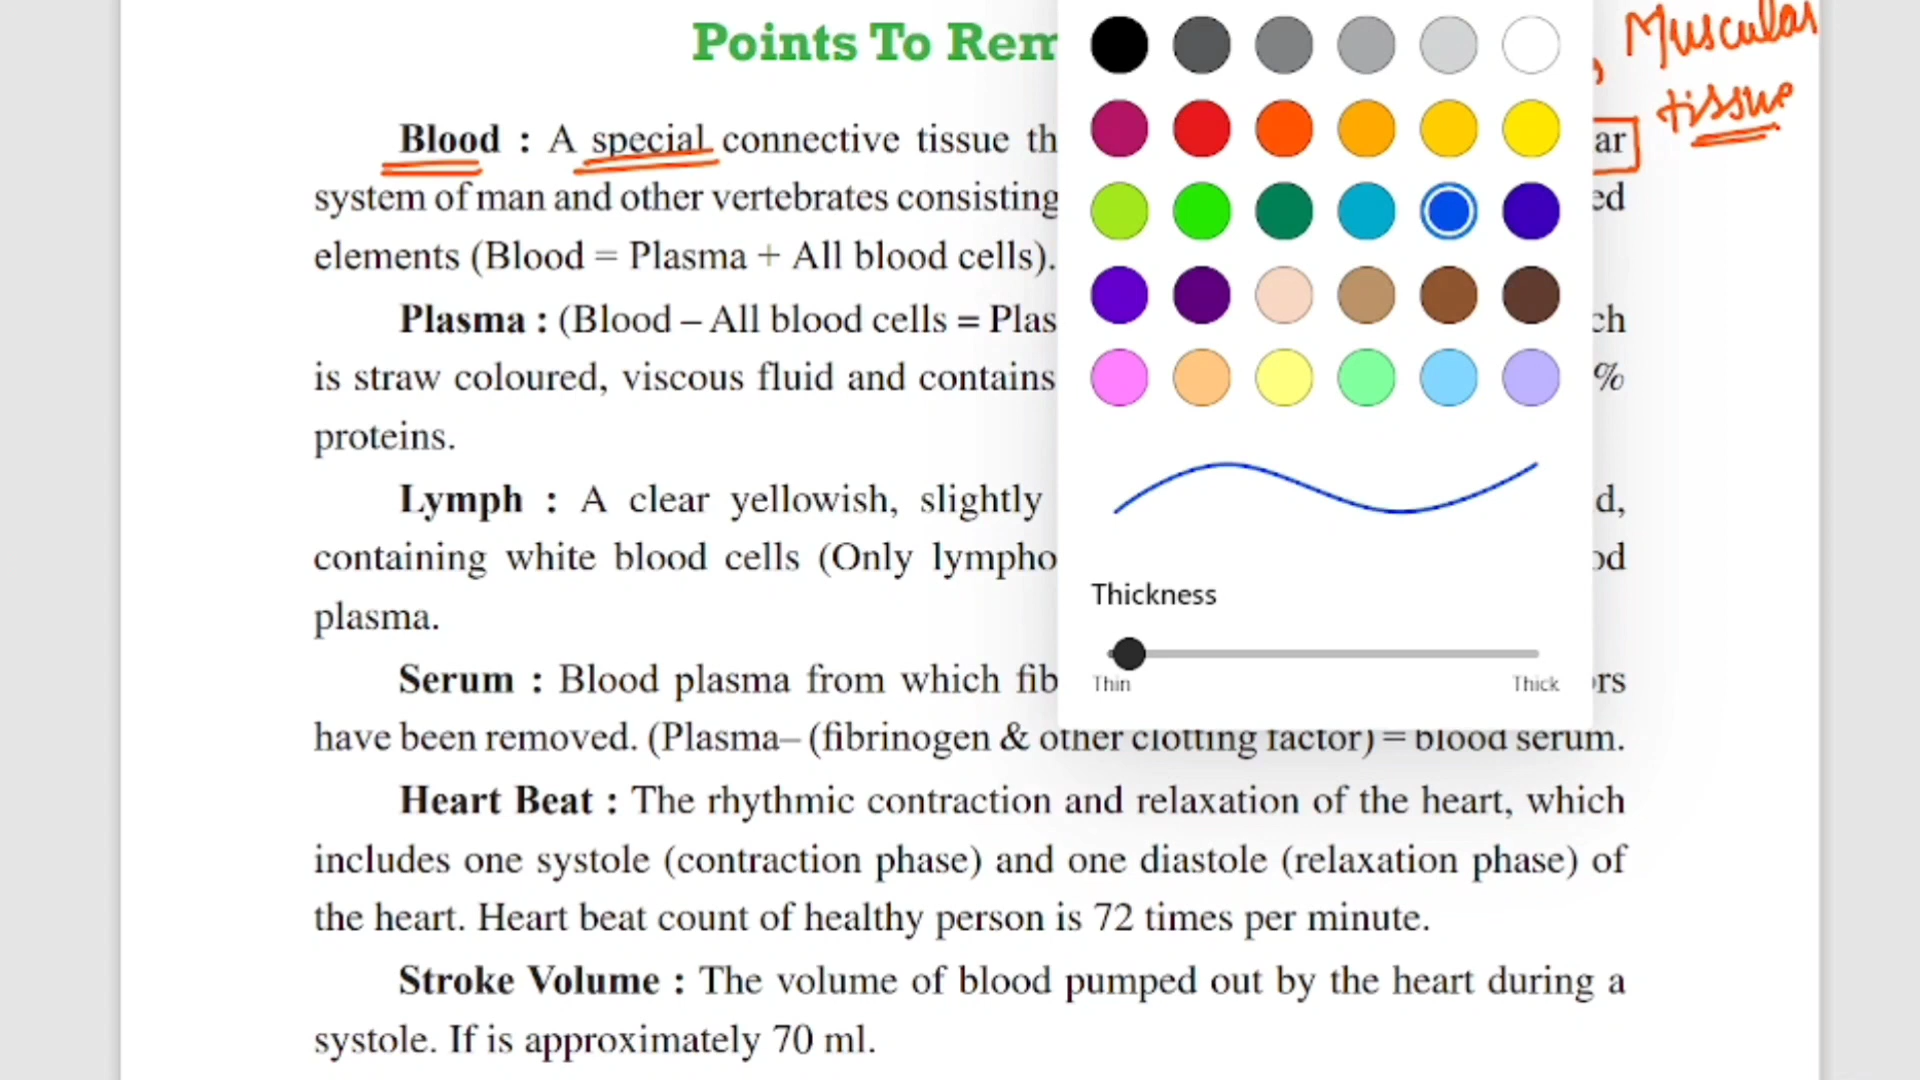 Points To Rem
Muscular
tissue
Blood : A special connective tissue th ar
system of man and other vertebrates consisting ed
elements (Blood = Plasma + All blood cells).
Plasma : (Blood – All blood cells = Plas ch
is straw coloured, viscous fluid and contains %
proteins.
Lymph : A clear yellowish, slightly d,
containing white blood cells (Only lympho od
plasma.
Thickness
Thin Thick
Serum : Blood plasma from which fib rs
have been removed. (Plasma– (fibrinogen & other clotting factor) = blood serum.
Heart Beat : The rhythmic contraction and relaxation of the heart, which
includes one systole (contraction phase) and one diastole (relaxation phase) of
the heart. Heart beat count of healthy person is 72 times per minute.
Stroke Volume : The volume of blood pumped out by the heart during a
systole. If is approximately 70 ml.